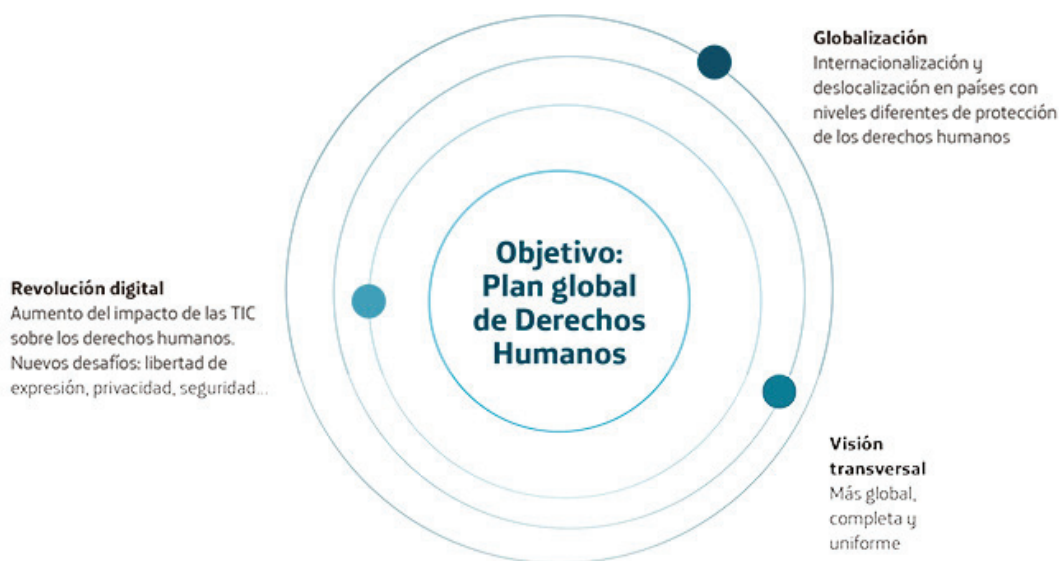 Globalización
Internacionalización y
deslocalización en países con
niveles diferentes de protección
de los derechos humanos
Objetivo:
Plan global
de Derechos
Humanos
Revolución digital
Aumento del impacto de las TIC
sobre los derechos humanos.
Nuevos desafíos: libertad de
expresión, privacidad, seguridad...
Visión
transversal
Más global,
completa y
uniforme